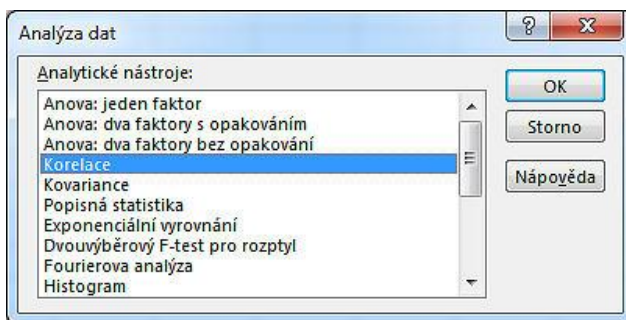 Analýza dat
Analytické nástroje:
Anova: jeden faktor
Anova: dva faktory s opakováním
Anova: dva faktory bez opakování
Korelace
Kovariance
Popisná statistika
Exponenciální vyrovnání
Dvouvýběrový F-test pro rozptyl
Fourierova analýza
Histogram
OK
Storno
Nápověda